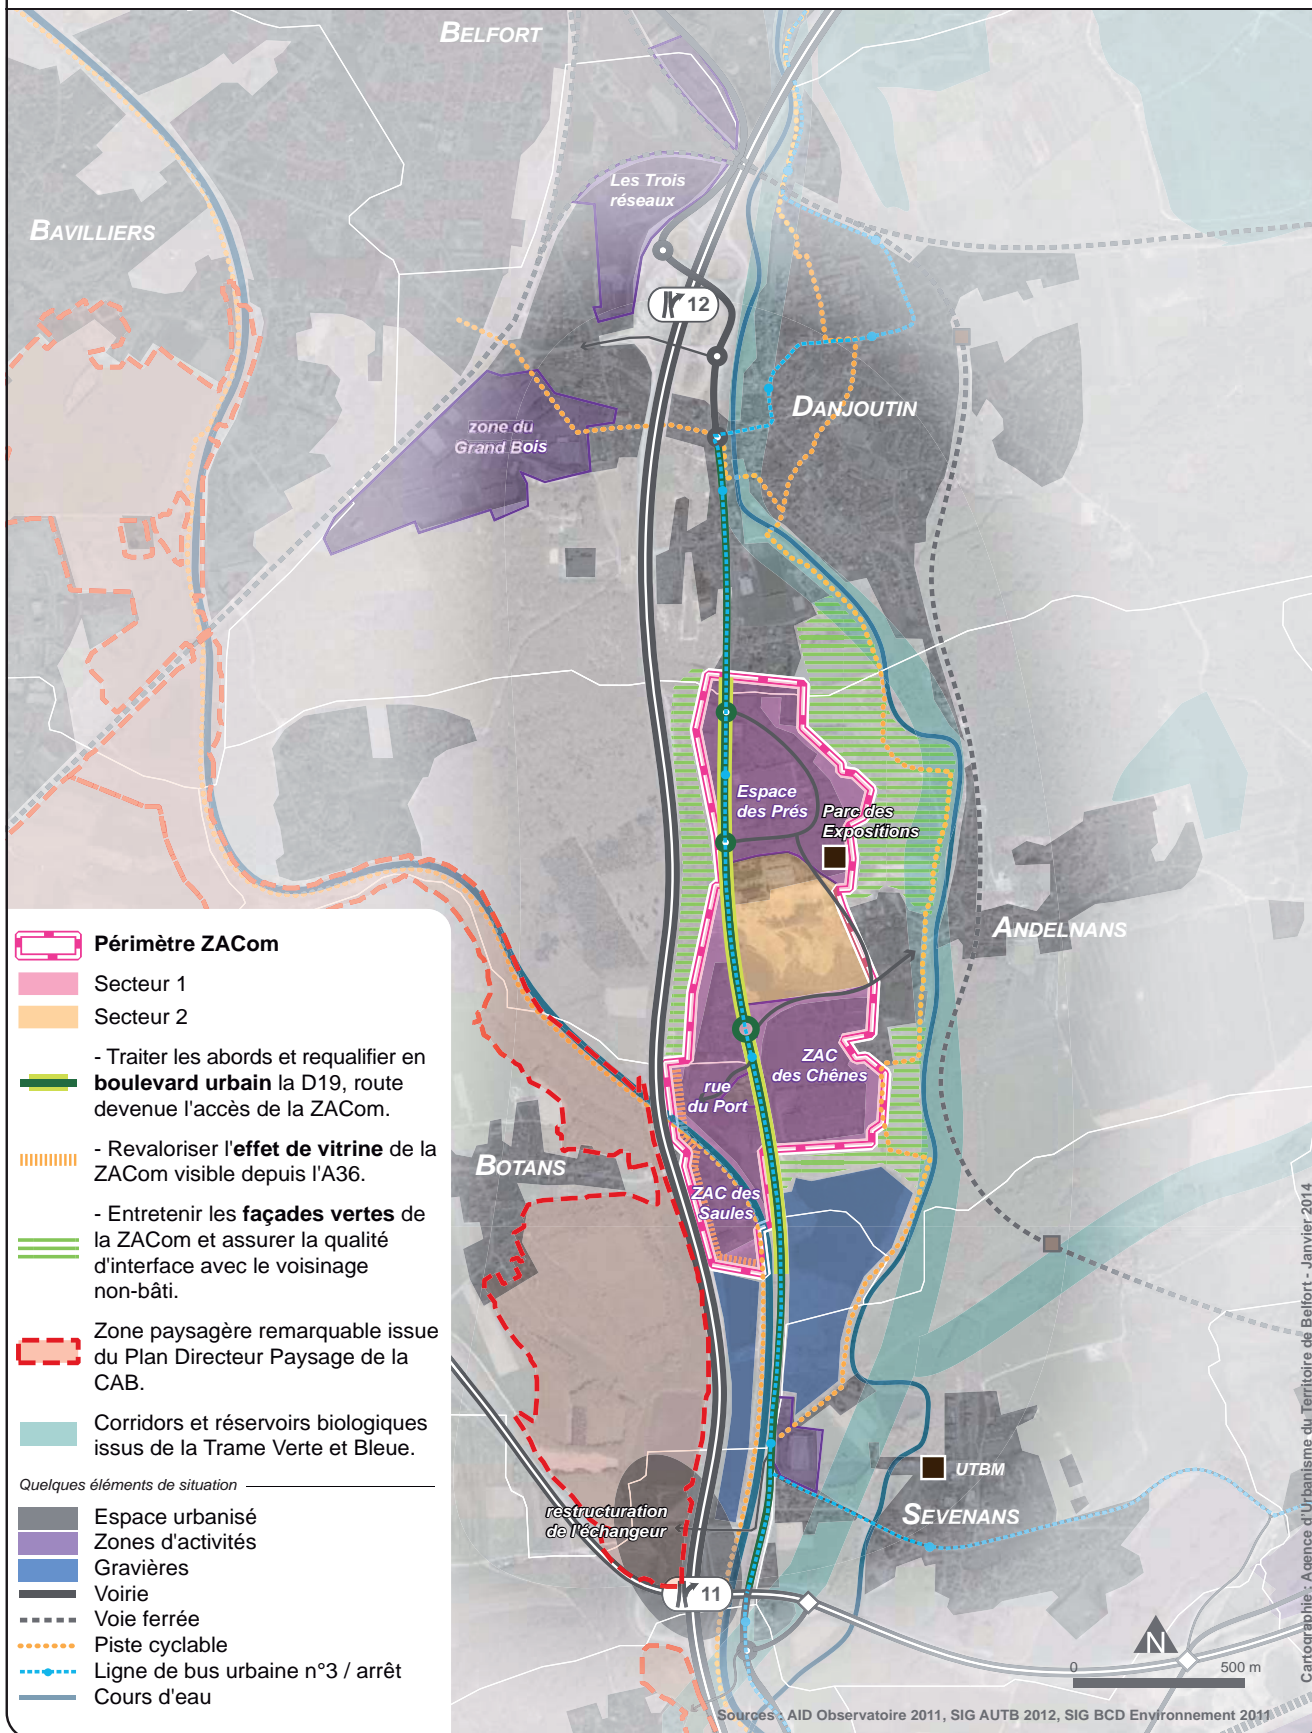 BELFORT
Les Trois
réseaux
BAVILLIERS
12
DANJOUTIN
zone du
Grand Bois
Espace
des Prés
Parc des
Expositions
ANDELNANS
ZAC
des Chênes
rue
du Port
BOTANS
ZAC des
Saules
UTBM
SEVENANS
restructuration
de l'échangeur
11
Périmètre ZACom
Secteur 1
Secteur 2
- Traiter les abords et requalifier en
boulevard urbain la D19, route
devenue l'accès de la ZACom.
- Revaloriser l'effet de vitrine de la
ZACom visible depuis l'A36.
- Entretenir les façades vertes de
la ZACom et assurer la qualité
d'interface avec le voisinage
non-bâti.
Zone paysagère remarquable issue
du Plan Directeur Paysage de la
CAB.
Corridors et réservoirs biologiques
issus de la Trame Verte et Bleue.
Quelques éléments de situation
Espace urbanisé
Zones d'activités
Gravières
Voirie
Voie ferrée
Piste cyclable
Ligne de bus urbaine n°3 / arrêt
Cours d'eau
N
0 500 m
Sources : AID Observatoire 2011, SIG AUTB 2012, SIG BCD Environnement 2011
Cartographie : Agence d'Urbanisme du Territoire de Belfort - Janvier 2014